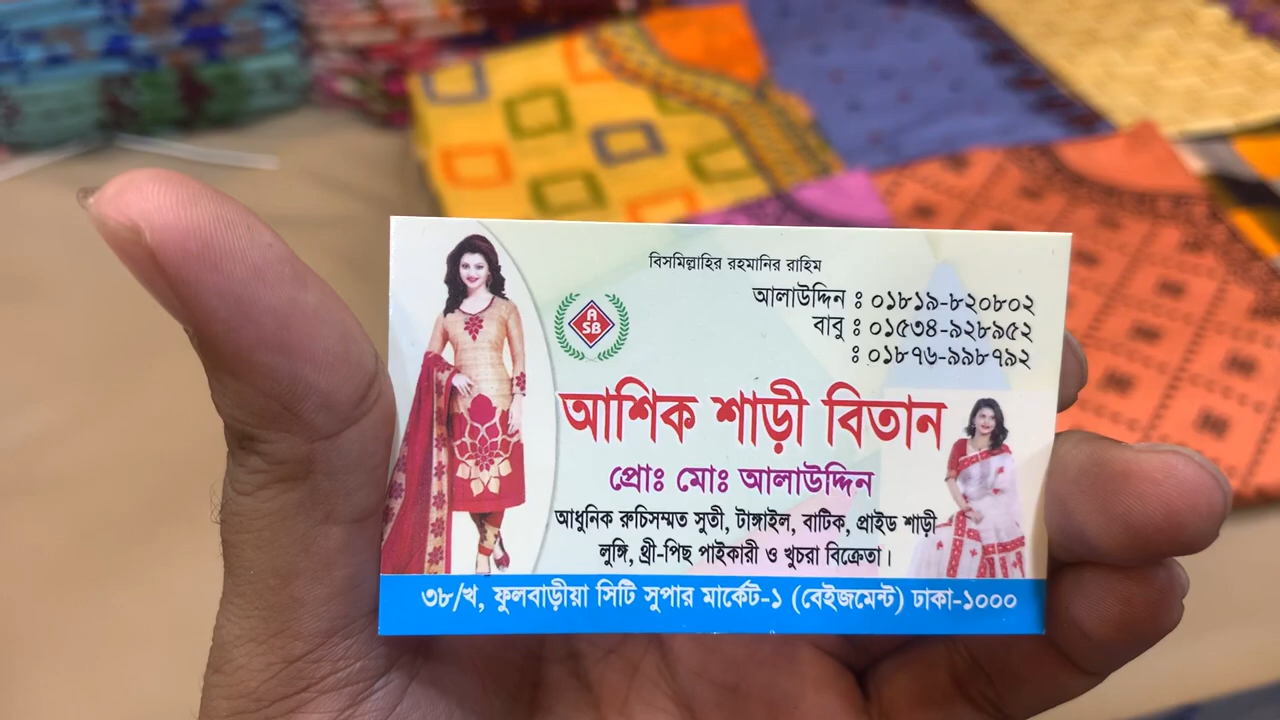 বিসমিল্লাহির রহমানির রাহিম
আলাউদ্দিন : ০১৮১৯-৮২০৮০২
বাবু : ০১৫৩৪-৯২৮৯৫২
: ০১৮৭৬-৯৯৮৭৯২
A
SB
আশিক শাড়ী বিতান
প্রোঃ মোঃ আলাউদ্দিন
আধুনিক রুচিসম্মত সুতী, টাঙ্গাইল, বাটিক, প্রাইড শাড়ী
লুঙ্গি, থ্রী-পিছ পাইকারী ও খুচরা বিক্রেতা।
৩৮/খ, ফুলবাড়ীয়া সিটি সুপার মার্কেট-১ (বেইজমেন্ট) ঢাকা-১০০০